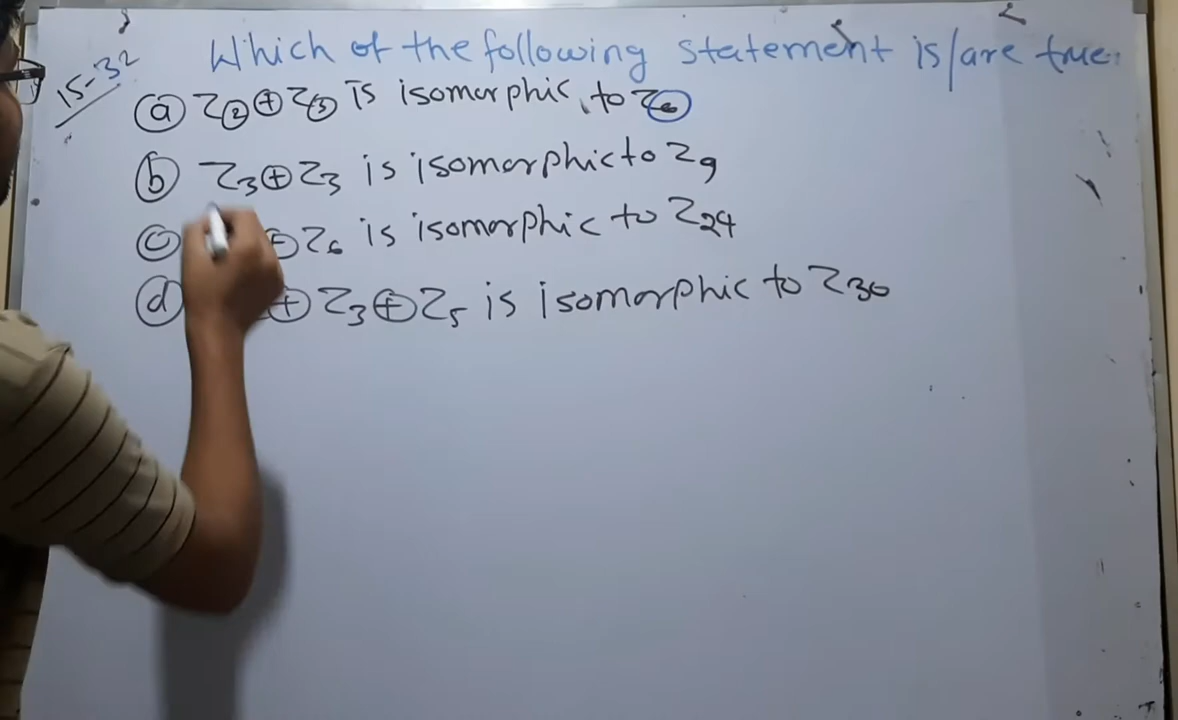 Which of the following statement is/are true.
15-32
(a) Z2 ⊕ Z3 is isomorphic to Z6
(b) Z3 ⊕ Z3 is isomorphic to Z9
(c) ⊕ Z6 is isomorphic to Z24
(d) ⊕ Z3 ⊕ Z5 is isomorphic to Z30